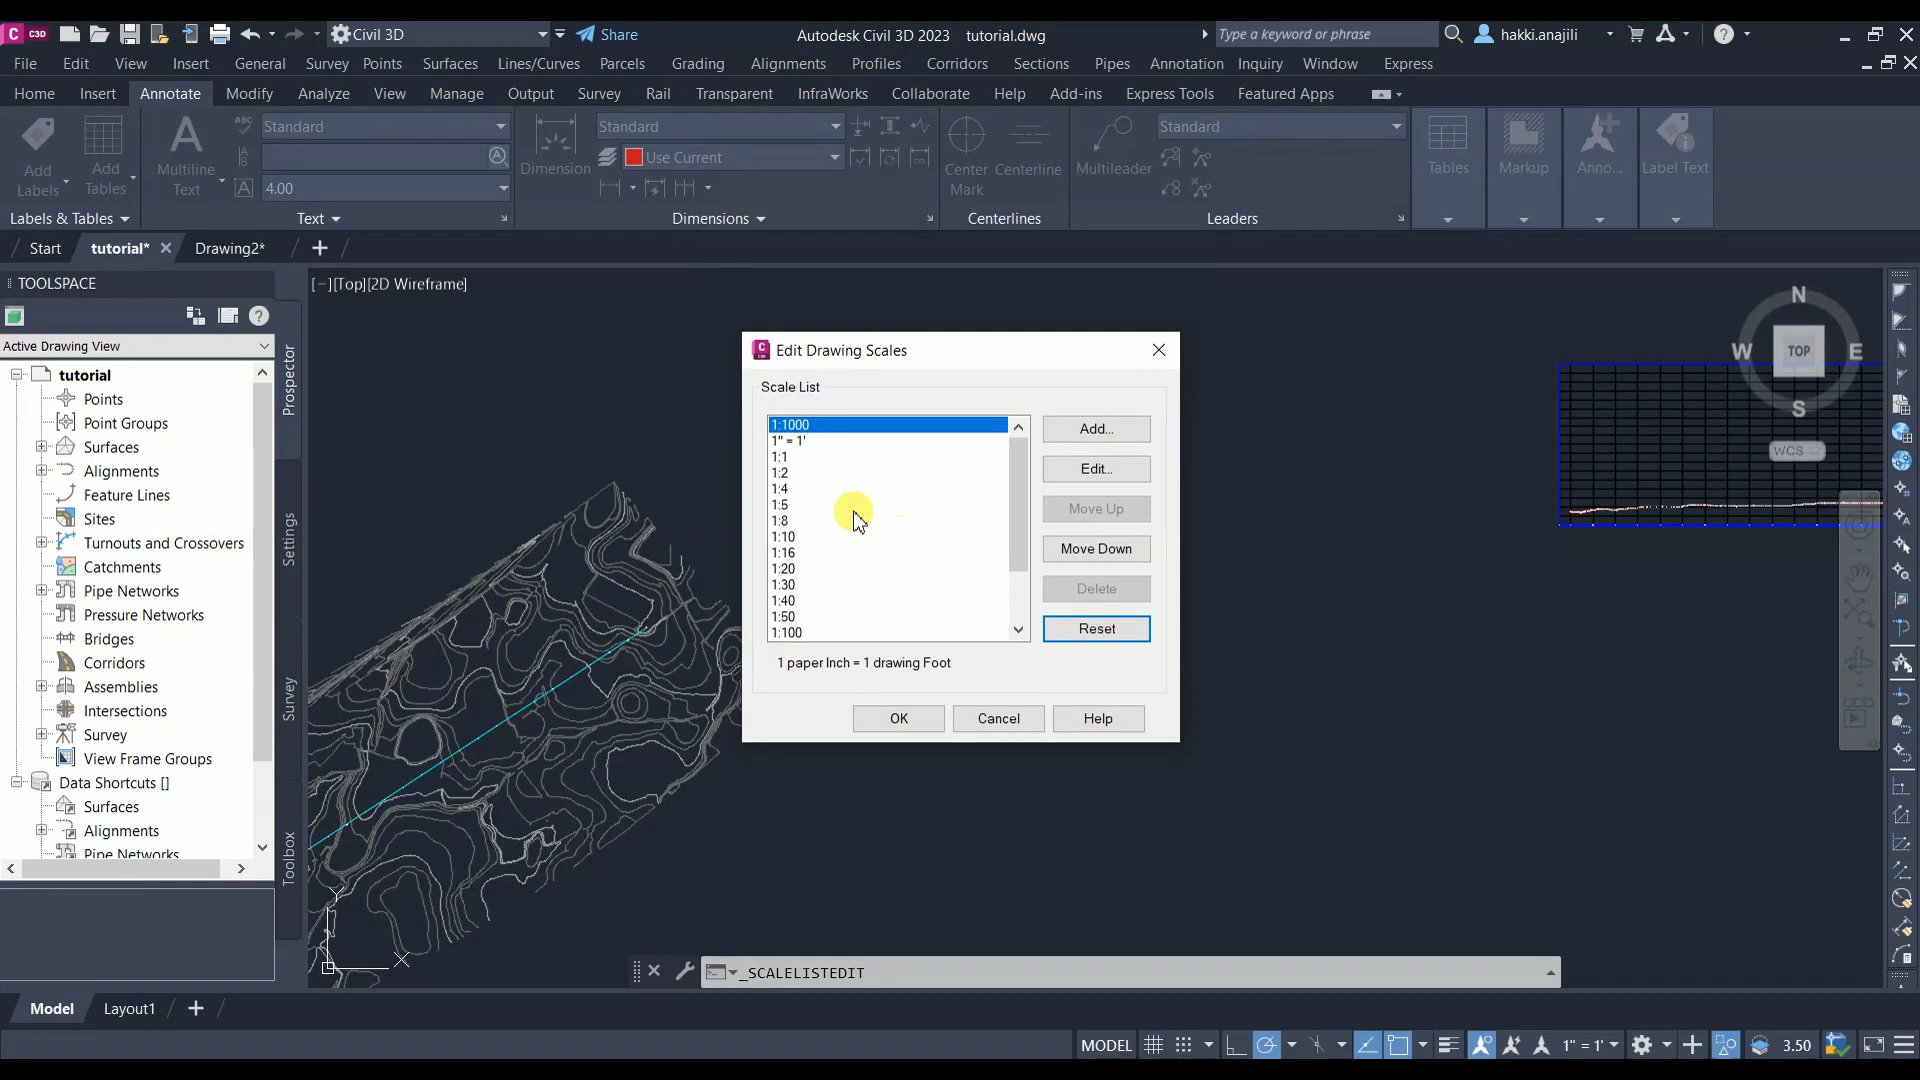 C C3D Civil 3D Share Autodesk Civil 3D 2023 tutorial.dwg Type a keyword or phrase hakki.anajili
File Edit View Insert General Survey Points Surfaces Lines/Curves Parcels Grading Alignments Profiles Corridors Sections Pipes Annotation Inquiry Window Express
Home Insert Annotate Modify Analyze View Manage Output Survey Rail Transparent InfraWorks Collaborate Help Add-ins Express Tools Featured Apps
Add Labels
Add Tables
Labels & Tables
Multiline Text
ABC Standard
4.00
Text
Dimension
Standard
Use Current
Dimensions
Center Mark
Centerline
Centerlines
Multileader
Standard
Leaders
Tables
Markup
Anno...
Label Text
Start tutorial* Drawing2*
TOOLSPACE
Active Drawing View
tutorial
Points
Point Groups
Surfaces
Alignments
Feature Lines
Sites
Turnouts and Crossovers
Catchments
Pipe Networks
Pressure Networks
Bridges
Corridors
Assemblies
Intersections
Survey
View Frame Groups
Data Shortcuts []
Surfaces
Alignments
Pipe Networks
Prospector
Settings
Survey
Toolbox
[−][Top][2D Wireframe]
N
W TOP E
S
WCS
Edit Drawing Scales
Scale List
1:1000
1" = 1'
1:1
1:2
1:4
1:5
1:8
1:10
1:16
1:20
1:30
1:40
1:50
1:100
Add...
Edit...
Move Up
Move Down
Delete
Reset
1 paper Inch = 1 drawing Foot
OK Cancel Help
Y
X
_SCALELISTEDIT
Model Layout1
MODEL 1" = 1' 3.50